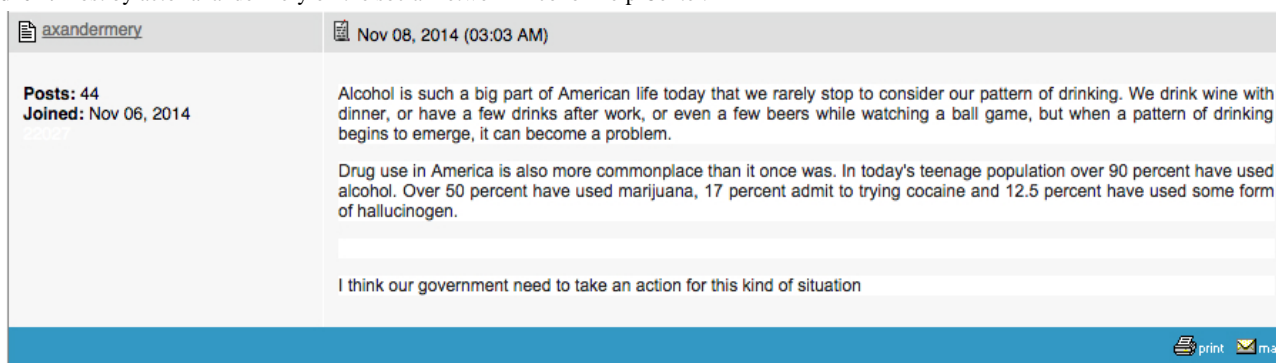 axandermery
Nov 08, 2014 (03:03 AM)
Posts: 44
Joined: Nov 06, 2014
22027
Alcohol is such a big part of American life today that we rarely stop to consider our pattern of drinking. We drink wine with
dinner, or have a few drinks after work, or even a few beers while watching a ball game, but when a pattern of drinking
begins to emerge, it can become a problem.
Drug use in America is also more commonplace than it once was. In today's teenage population over 90 percent have used
alcohol. Over 50 percent have used marijuana, 17 percent admit to trying cocaine and 12.5 percent have used some form
of hallucinogen.
I think our government need to take an action for this kind of situation
print